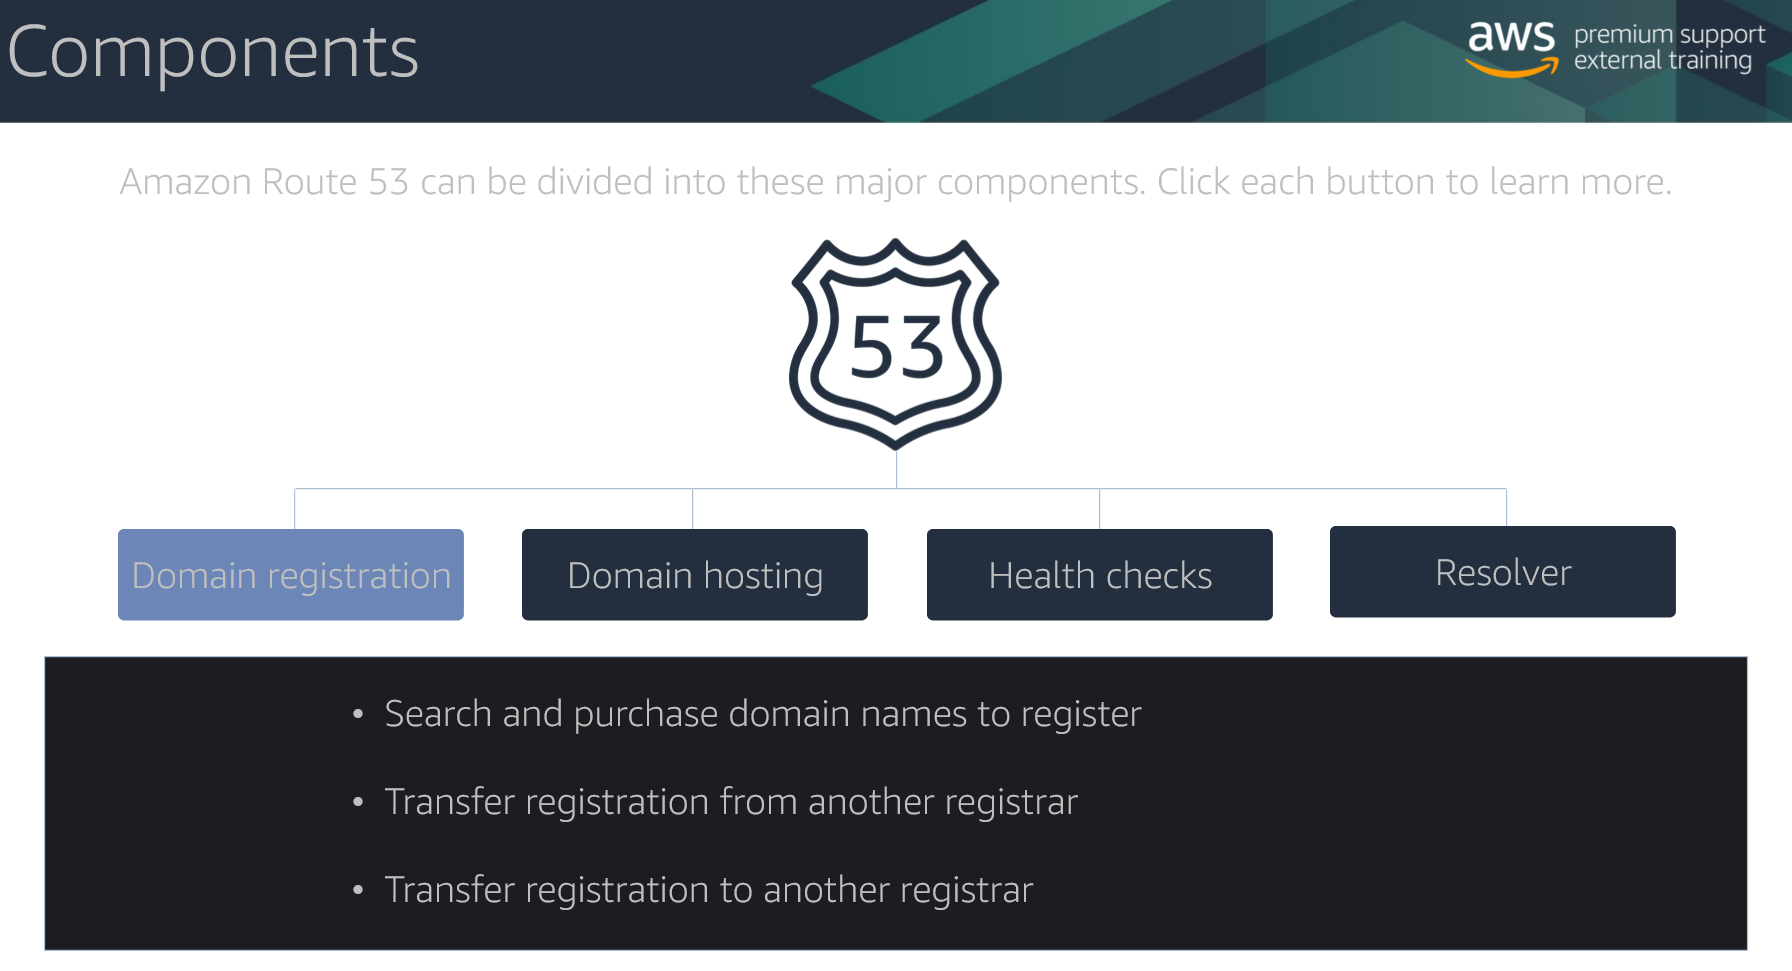 Components
aws premium support
external training
Amazon Route 53 can be divided into these major components. Click each button to learn more.
53
Domain registration
Domain hosting
Health checks
Resolver
• Search and purchase domain names to register
• Transfer registration from another registrar
• Transfer registration to another registrar